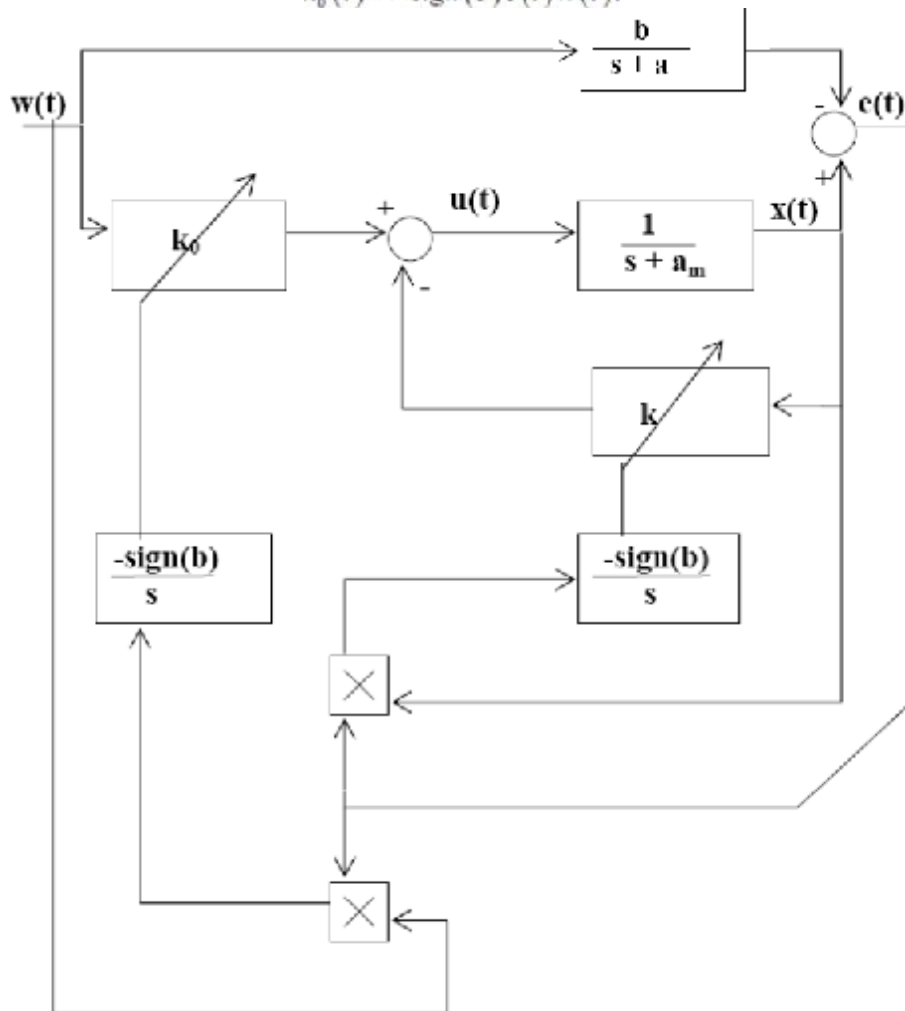 b
s + a
w(t)
-
e(t)
+
k₀
+
u(t)
-
1
s + aₘ
x(t)
k
-sign(b)
s
-sign(b)
s
×
×